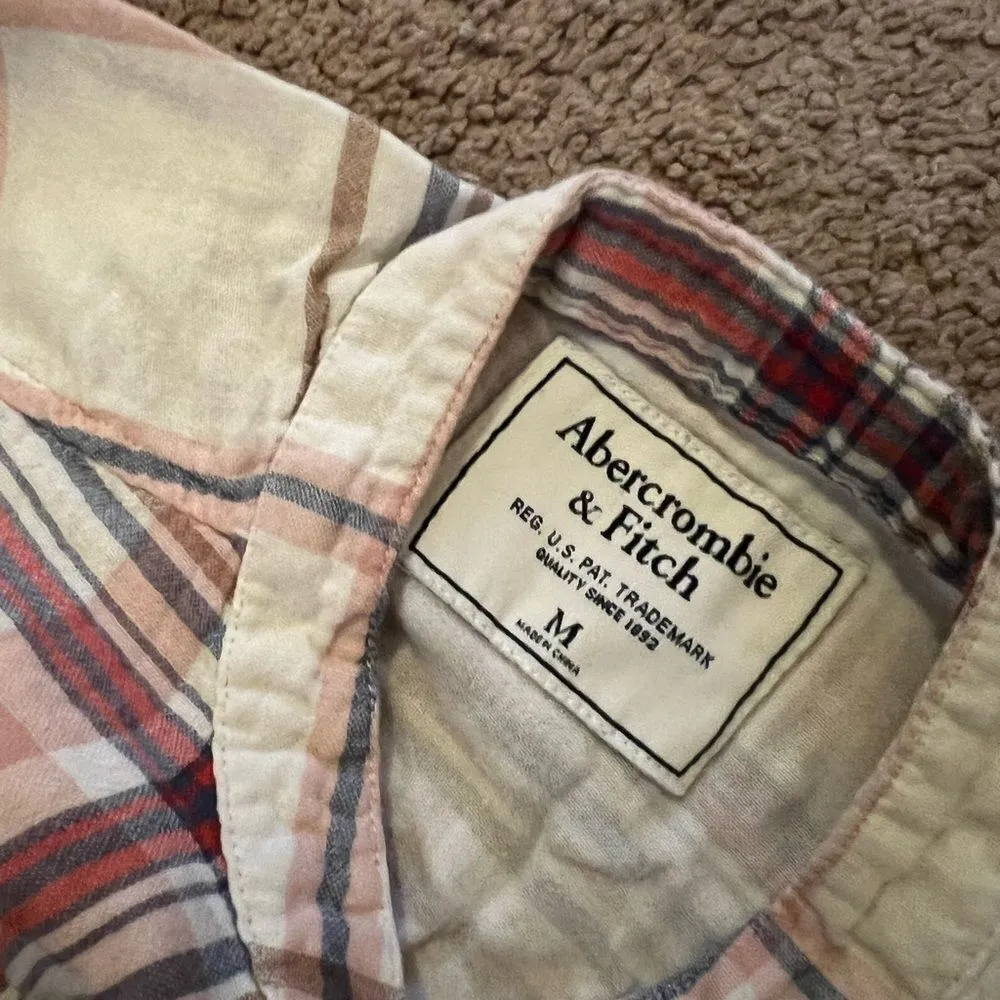 Abercrombie
& Fitch
REG. U.S. PAT. TRADEMARK
QUALITY SINCE 1892
M
MADE IN CHINA